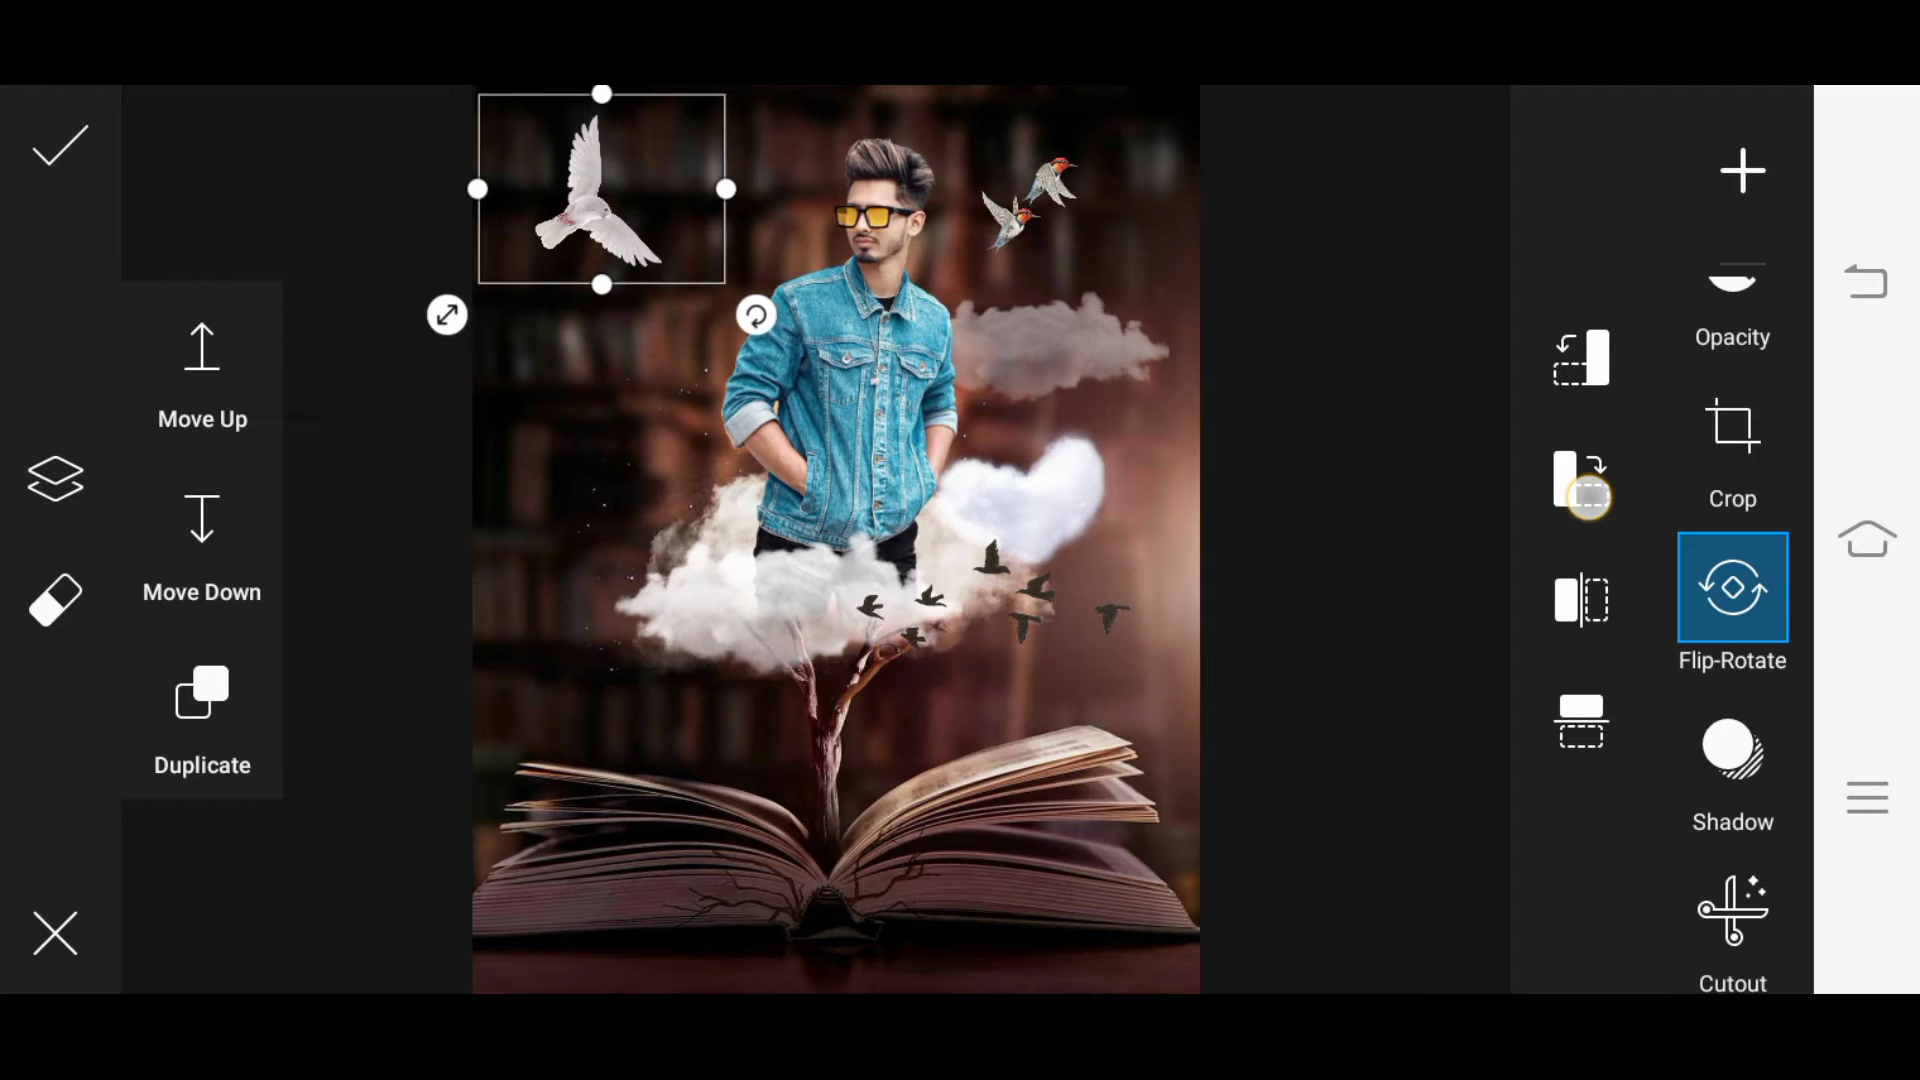 Move Up
Move Down
Duplicate
Opacity
Crop
Flip-Rotate
Shadow
Cutout